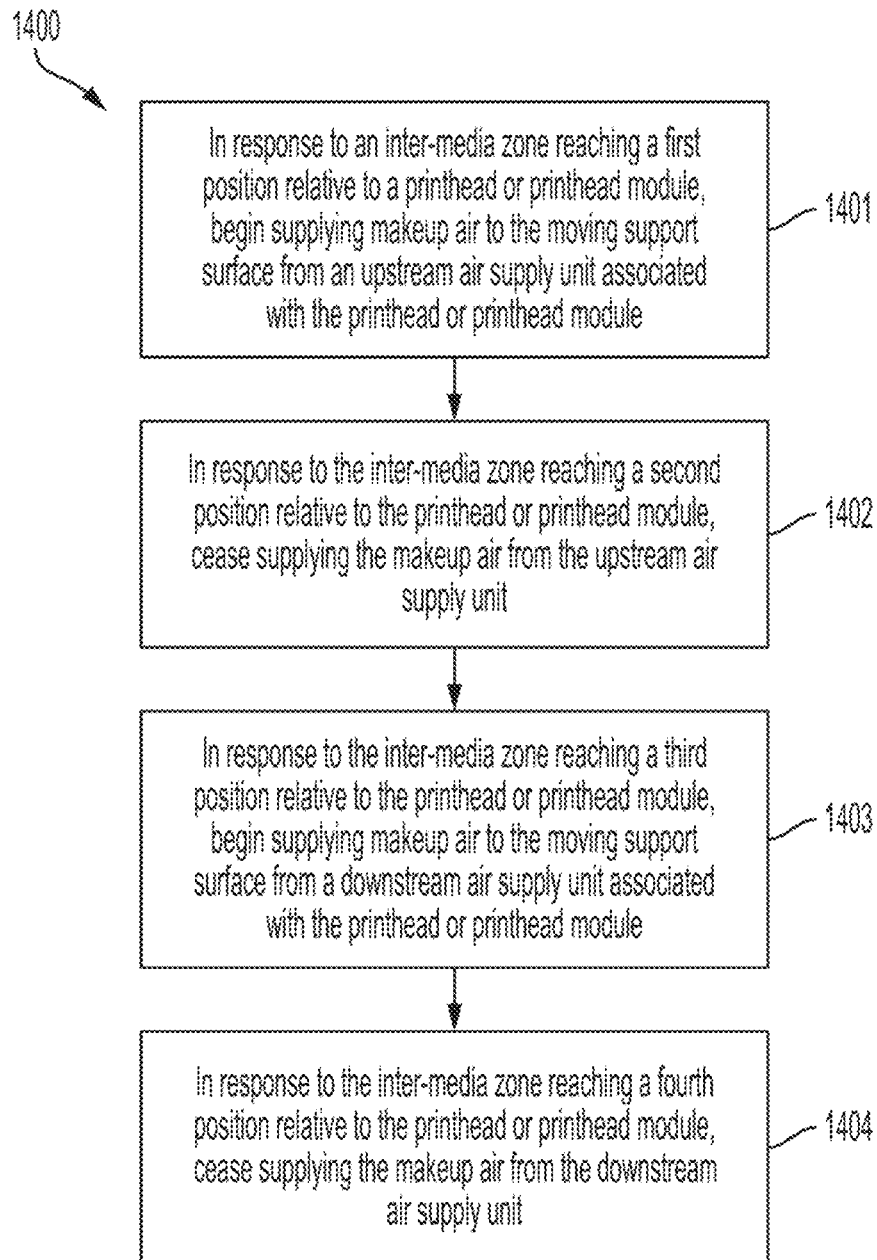 1400
In response to an inter-media zone reaching a first
position relative to a printhead or printhead module,
begin supplying makeup air to the moving support
surface from an upstream air supply unit associated
with the printhead or printhead module
1401
In response to the inter-media zone reaching a second
position relative to the printhead or printhead module,
cease supplying the makeup air from the upstream air
supply unit
1402
In response to the inter-media zone reaching a third
position relative to the printhead or printhead module,
begin supplying makeup air to the moving support
surface from a downstream air supply unit associated
with the printhead or printhead module
1403
In response to the inter-media zone reaching a fourth
position relative to the printhead or printhead module,
cease supplying the makeup air from the downstream
air supply unit
1404